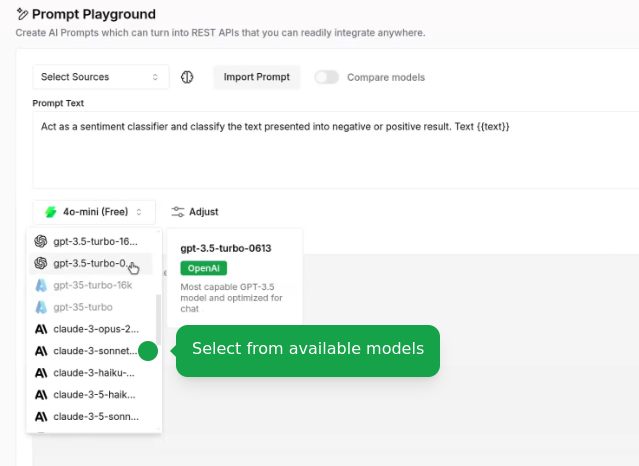 Prompt Playground
Create AI Prompts which can turn into REST APIs that you can readily integrate anywhere.
Select Sources
Import Prompt
Compare models
Prompt Text
Act as a sentiment classifier and classify the text presented into negative or positive result. Text {{text}}
4o-mini (Free)
Adjust
gpt-3.5-turbo-16...
gpt-3.5-turbo-0...
gpt-35-turbo-16k
gpt-35-turbo
claude-3-opus-2...
claude-3-sonnet...
claude-3-haiku-...
claude-3-5-haik...
claude-3-5-sonn...
gpt-3.5-turbo-0613
OpenAi
Most capable GPT-3.5
model and optimized for
chat
Select from available models